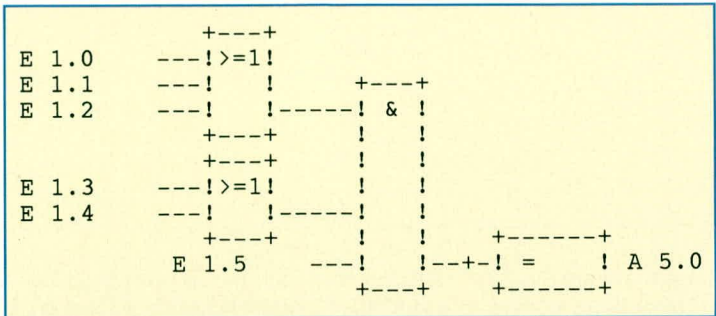 +---+
E 1.0    ---!>=1!
E 1.1    ---!   !      +---+
E 1.2    ---!   !------! & !
            +---+      !   !
            +---+      !   !
E 1.3    ---!>=1!      !   !
E 1.4    ---!   !------!   !
            +---+      !   !    +-------+
          E 1.5     ---!   !--+-! =     ! A 5.0
                       +---+    +-------+